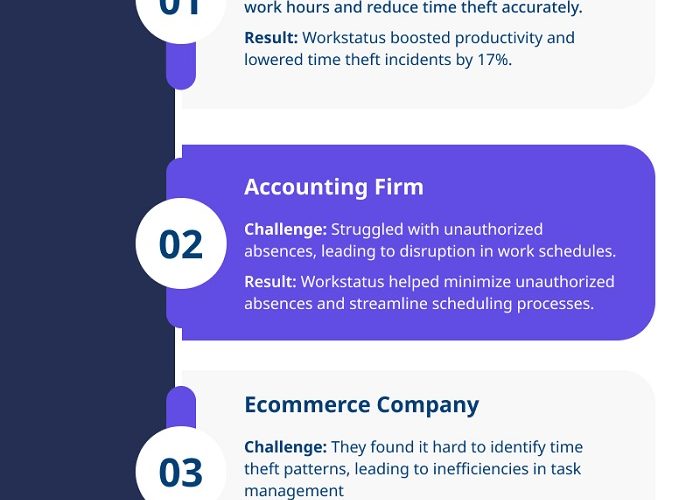 01
work hours and reduce time theft accurately.
Result: Workstatus boosted productivity and
lowered time theft incidents by 17%.
02
Accounting Firm
Challenge: Struggled with unauthorized
absences, leading to disruption in work schedules.
Result: Workstatus helped minimize unauthorized
absences and streamline scheduling processes.
03
Ecommerce Company
Challenge: They found it hard to identify time
theft patterns, leading to inefficiencies in task
management